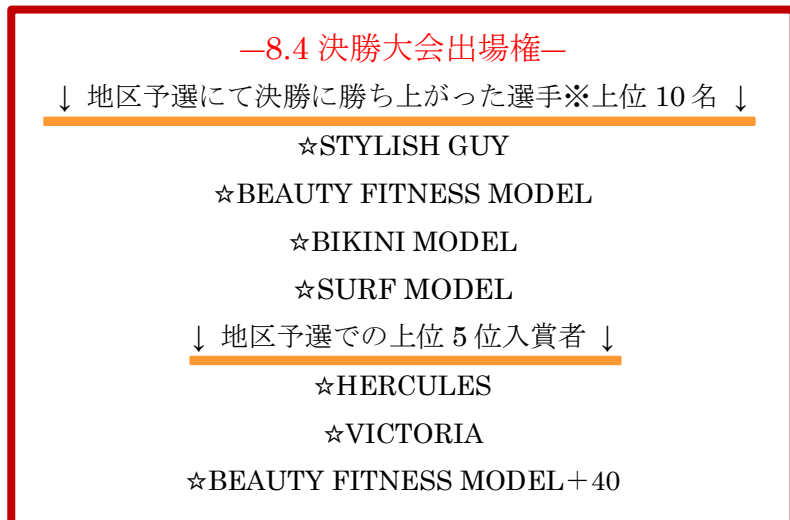 ―8.4 決勝大会出場権―
↓ 地区予選にて決勝に勝ち上がった選手※上位 10 名 ↓
☆STYLISH GUY
☆BEAUTY FITNESS MODEL
☆BIKINI MODEL
☆SURF MODEL
↓ 地区予選での上位 5 位入賞者 ↓
☆HERCULES
☆VICTORIA
☆BEAUTY FITNESS MODEL＋40